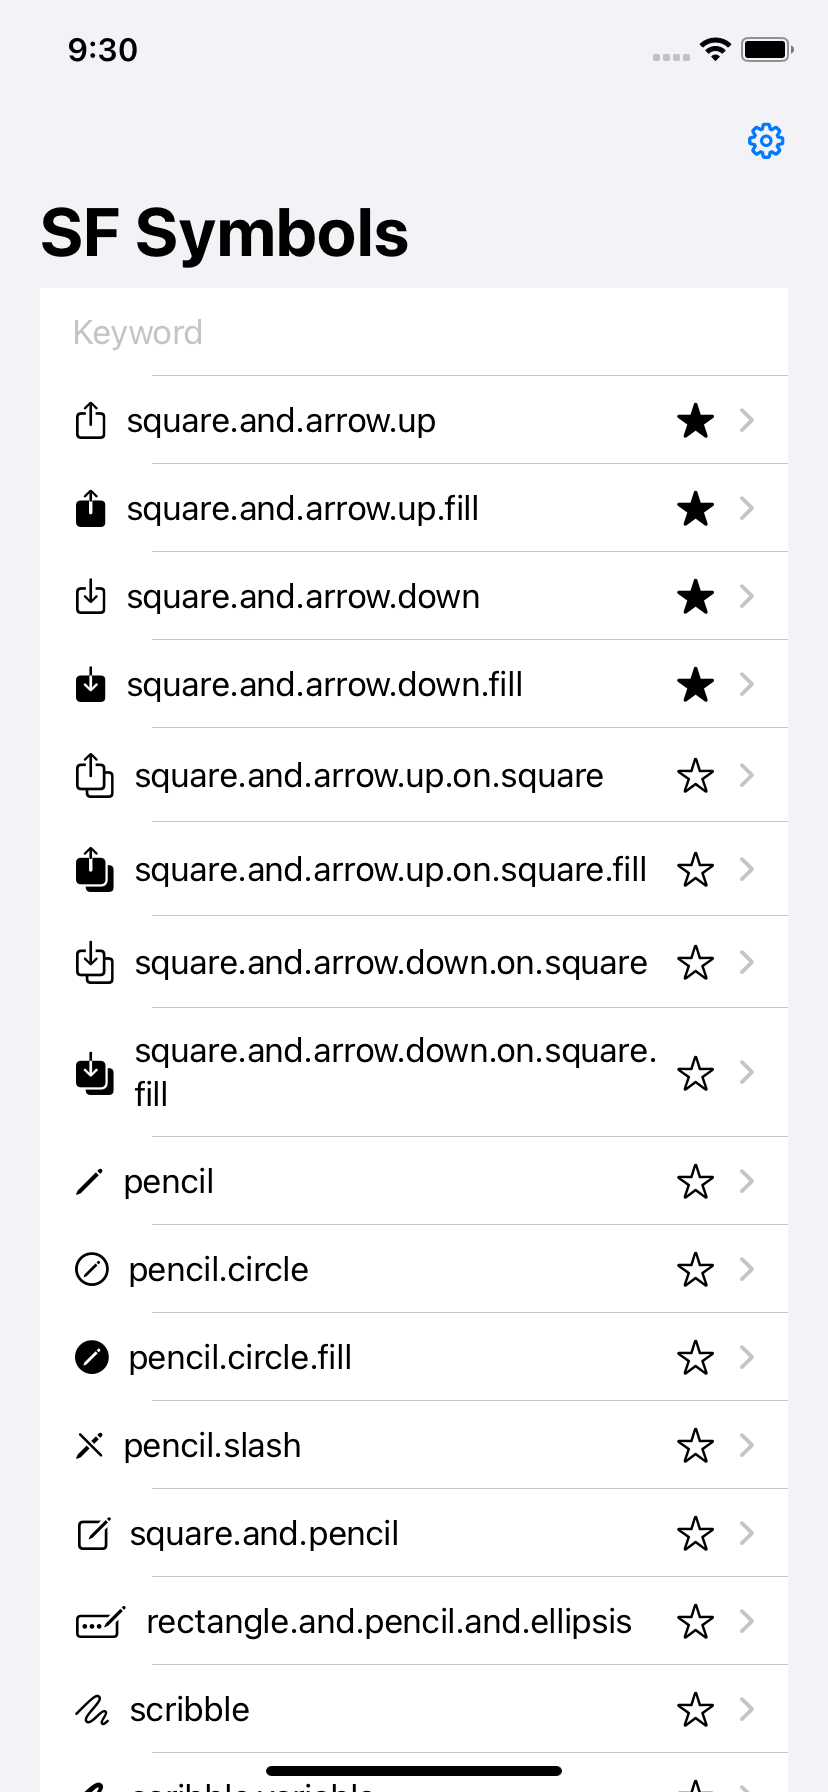 9:30
SF Symbols
Keyword
square.and.arrow.up
square.and.arrow.up.fill
square.and.arrow.down
square.and.arrow.down.fill
square.and.arrow.up.on.square
square.and.arrow.up.on.square.fill
square.and.arrow.down.on.square
square.and.arrow.down.on.square.
fill
pencil
pencil.circle
pencil.circle.fill
pencil.slash
square.and.pencil
rectangle.and.pencil.and.ellipsis
scribble